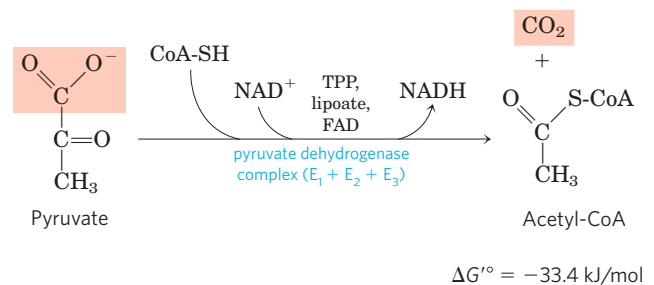 CO₂
+
O O⁻
C
C=O
CH₃
Pyruvate
CoA-SH
NAD⁺
TPP,
lipoate,
FAD
NADH
pyruvate dehydrogenase
complex (E₁ + E₂ + E₃)
O S-CoA
C
CH₃
Acetyl-CoA
ΔG′° = −33.4 kJ/mol